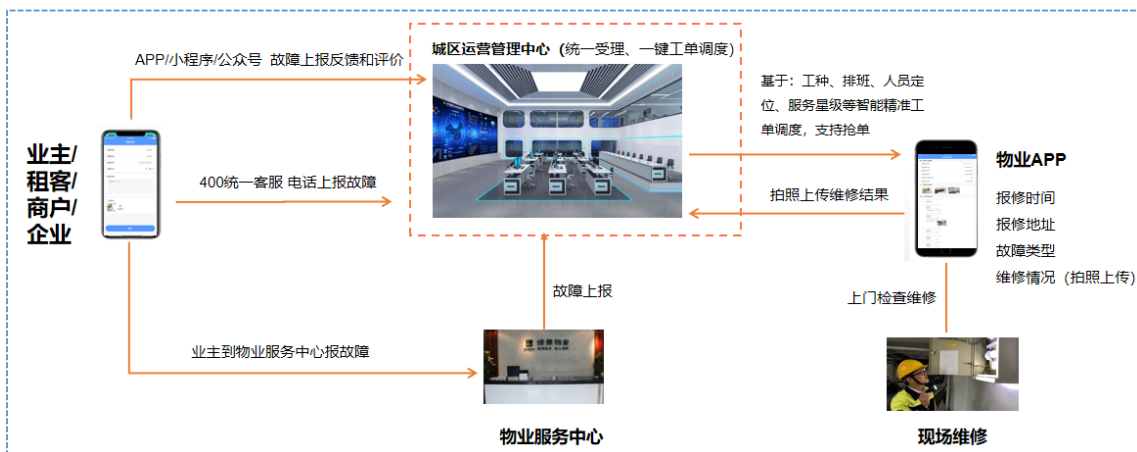 城区运营管理中心（统一受理、一键工单调度）
APP/小程序/公众号 故障上报反馈和评价
基于：工种、排班、人员定
位、服务星级等智能精准工
单调度，支持抢单
业主/
租客/
商户/
企业
400统一客服 电话上报故障
拍照上传维修结果
物业APP
报修时间
报修地址
故障类型
维修情况（拍照上传）
故障上报
上门检查维修
业主到物业服务中心报故障
绿景物业
物业服务中心
现场维修